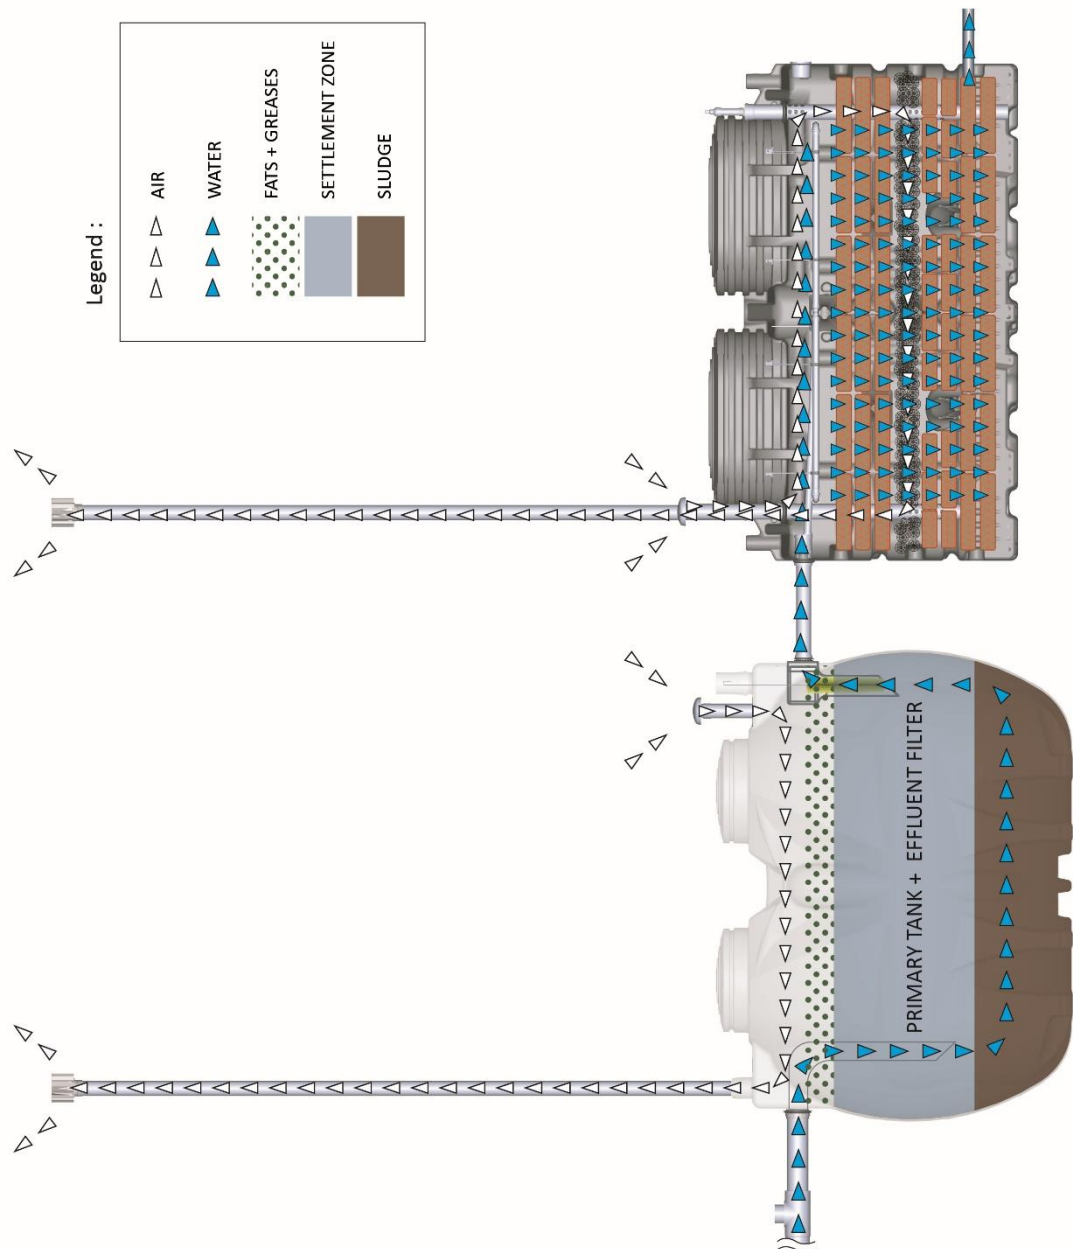 Legend :
AIR
WATER
FATS + GREASES
SETTLEMENT ZONE
SLUDGE
PRIMARY TANK + EFFLUENT FILTER